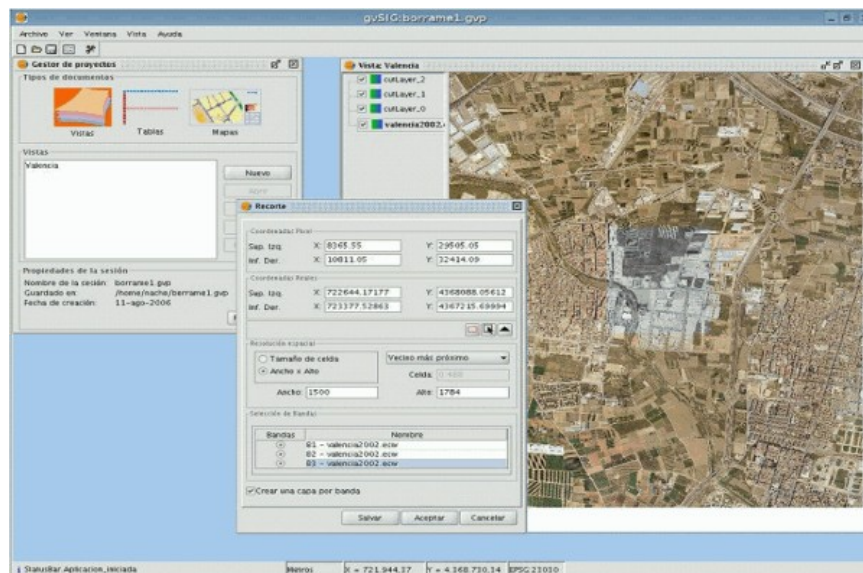 gvSIG:borrame1.gvp
Archivo Ver Ventana Vista Ayuda
Gestor de proyectos
Tipos de documentos
Vistas
Tablas
Mapas
Vistas
Valencia
Nuevo
Abrir
Propiedades de la sesión
Nombre de la sesión: borrame1.gvp
Guardado en: /home/nacho/borrame1.gvp
Fecha de creación: 11-ago-2006
Vista: Valencia
cutLayer_2
cutLayer_1
cutLayer_0
valencia2002.
Recorte
Coordenadas Pixel
Sup. Izq. X: 8365.55 Y: 29505.05
Inf. Der. X: 10811.05 Y: 32414.09
Coordenadas Reales
Sup. Izq. X: 722644.17177 Y: 4368088.05612
Inf. Der. X: 723377.52863 Y: 4367215.69994
Resolución espacial
Tamaño de celda
Vecino más próximo
Ancho x Alto
Celda:
Ancho: 1500 Alto: 1784
Selección de Bandas
Bandas Nombre
B1 - valencia2002.ecw
B2 - valencia2002.ecw
B3 - valencia2002.ecw
Crear una capa por banda
Salvar Aceptar Cancelar
StatusBar.Aplicacion_iniciada
Metros X = 721.944,37 Y = 4.368.730,34 EPSG:23030